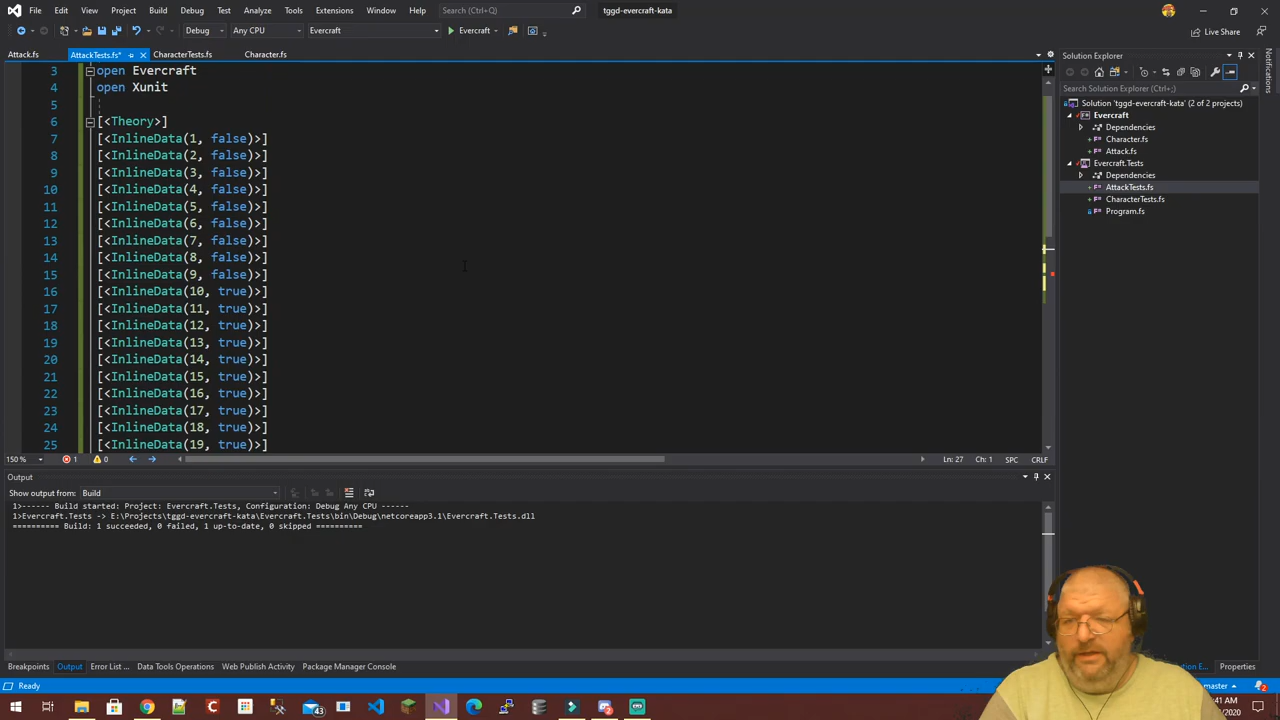 File Edit View Project Build Debug Test Analyze Tools Extensions Window Help Search (Ctrl+Q) tggd-evercraft-kata
Debug Any CPU Evercraft Evercraft Live Share
Attack.fs AttackTests.fs* CharacterTests.fs Character.fs
3 open Evercraft
4 open Xunit
5
6 [<Theory>]
7 [<InlineData(1, false)>]
8 [<InlineData(2, false)>]
9 [<InlineData(3, false)>]
10 [<InlineData(4, false)>]
11 [<InlineData(5, false)>]
12 [<InlineData(6, false)>]
13 [<InlineData(7, false)>]
14 [<InlineData(8, false)>]
15 [<InlineData(9, false)>]
16 [<InlineData(10, true)>]
17 [<InlineData(11, true)>]
18 [<InlineData(12, true)>]
19 [<InlineData(13, true)>]
20 [<InlineData(14, true)>]
21 [<InlineData(15, true)>]
22 [<InlineData(16, true)>]
23 [<InlineData(17, true)>]
24 [<InlineData(18, true)>]
25 [<InlineData(19, true)>]
150 % 1 0 Ln: 27 Ch: 1 SPC CRLF
Output
Show output from: Build
1>------ Build started: Project: Evercraft.Tests, Configuration: Debug Any CPU ------
1>Evercraft.Tests -> E:\Projects\tggd-evercraft-kata\Evercraft.Tests\bin\Debug\netcoreapp3.1\Evercraft.Tests.dll
========== Build: 1 succeeded, 0 failed, 1 up-to-date, 0 skipped ==========
Breakpoints Output Error List ... Data Tools Operations Web Publish Activity Package Manager Console
Ready
Solution Explorer
Search Solution Explorer (Ctrl+;)
Solution 'tggd-evercraft-kata' (2 of 2 projects)
Evercraft
Dependencies
Character.fs
Attack.fs
Evercraft.Tests
Dependencies
AttackTests.fs
CharacterTests.fs
Program.fs
Notifications
Properties
master 2
43